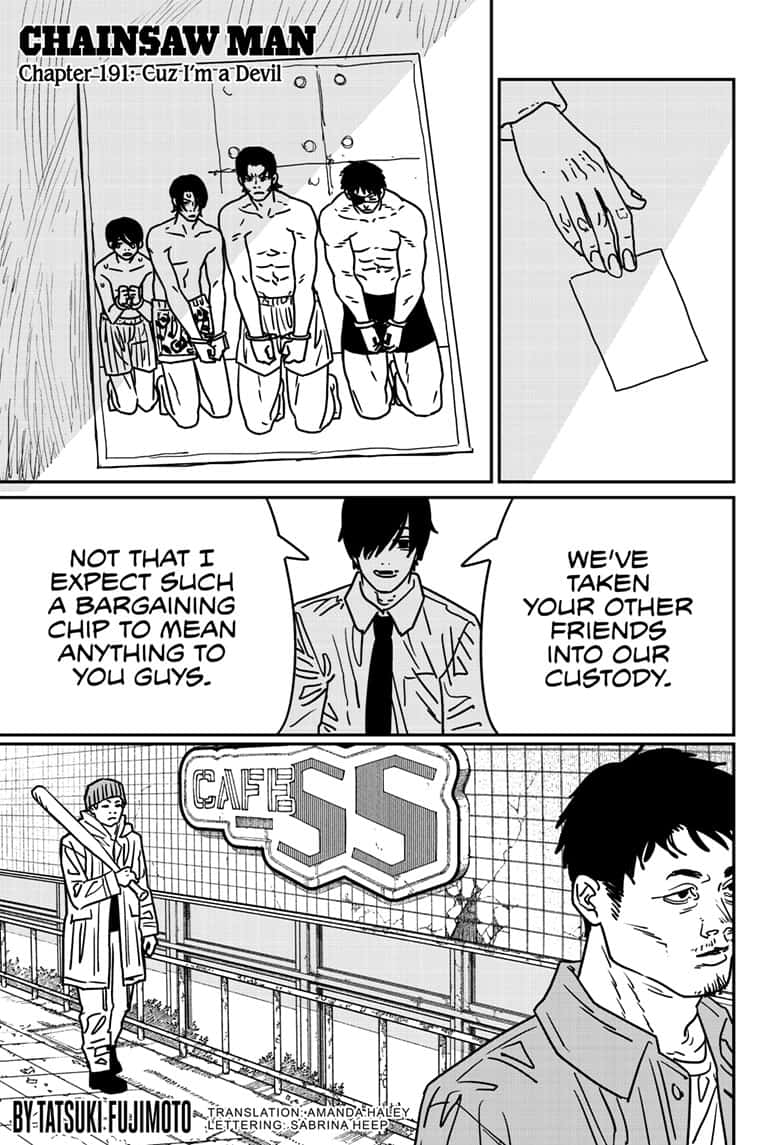 CHAINSAW MAN
Chapter 191: Cuz I'm a Devil
WE'VE
TAKEN
YOUR OTHER
FRIENDS
INTO OUR
CUSTODY.
NOT THAT I
EXPECT SUCH
A BARGAINING
CHIP TO MEAN
ANYTHING TO
YOU GUYS.
CAFE SS
BY TATSUKI FUJIMOTO
TRANSLATION: AMANDA HALEY
LETTERING: SABRINA HEEP